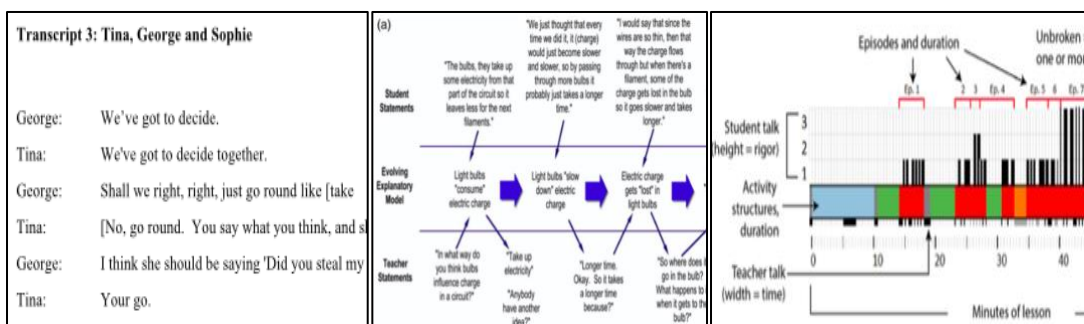 Transcript 3: Tina, George and Sophie
George: We've got to decide.
Tina: We've got to decide together.
George: Shall we right, right, just go round like [take
Tina: [No, go round.  You say what you think, and
George: I think she should be saying 'Did you steal my
Tina: Your go.
(a)
Student
Statements
"The bulbs, they take up
some electricity from that
part of the circuit so it
leaves less for the next
filaments."
"We just thought that every
time we did it, it (charge)
would just become slower
and slower, so by passing
through more bulbs it
probably just takes a longer
time."
"I would say that since the
wires are so thin, then that
way the charge flows
through but when there's a
filament, some of the
charge gets lost in the bulb
so it goes slower and takes
longer."
Evolving
Explanatory
Model
Light bulbs
"consume"
electric charge
Light bulbs "slow
down" electric
charge
Electric charge
gets "lost" in
light bulbs
Teacher
Statements
"In what way do
you think bulbs
influence charge
in a circuit?"
"Take up
electricity"
"Anybody
have another
idea?"
"Longer time.
Okay. So it takes
a longer time
because?"
"So where does it
go in the bulb?
What happens to
when it gets to the
bulb?"
Episodes and duration
Unbroken
one or mor
Ep. 1
2
3
Ep. 4
Ep. 5
6
Ep. 7
Student talk
(height = rigor)
3
2
1
Activity
structures,
duration
Teacher talk
(width = time)
0
10
20
30
40
Minutes of lesson